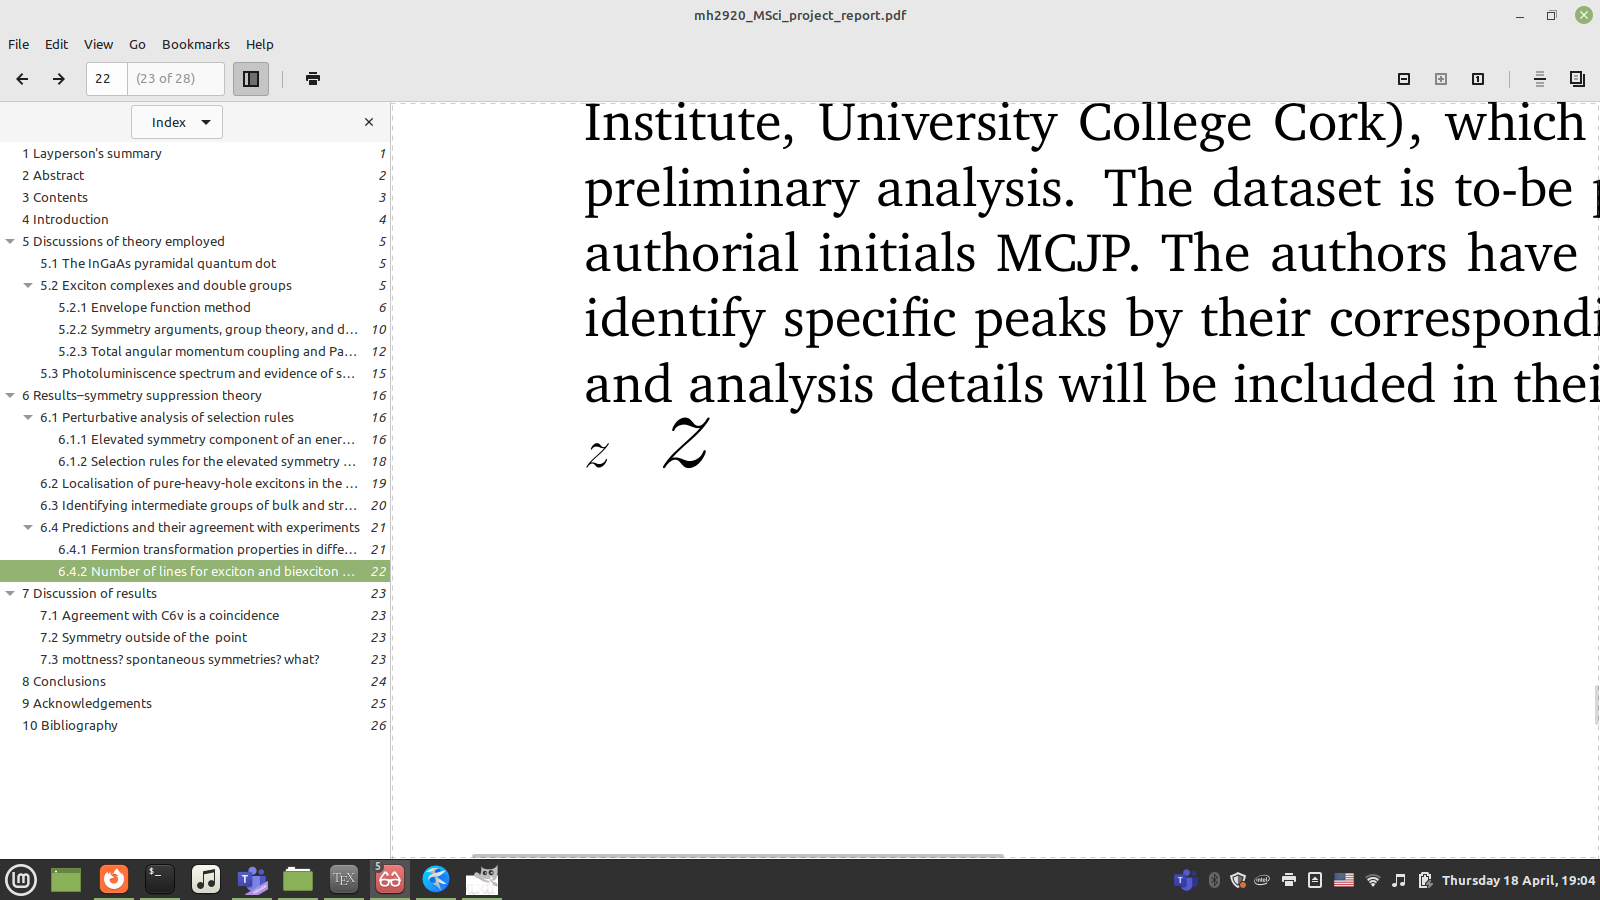 mh2920_MSci_project_report.pdf
File Edit View Go Bookmarks Help
22 (23 of 28)
Index
1 Layperson's summary 1
2 Abstract 2
3 Contents 3
4 Introduction 4
5 Discussions of theory employed 5
5.1 The InGaAs pyramidal quantum dot 5
5.2 Exciton complexes and double groups 5
5.2.1 Envelope function method 6
5.2.2 Symmetry arguments, group theory, and d... 10
5.2.3 Total angular momentum coupling and Pa... 12
5.3 Photoluminiscence spectrum and evidence of s... 15
6 Results–symmetry suppression theory 16
6.1 Perturbative analysis of selection rules 16
6.1.1 Elevated symmetry component of an ener... 16
6.1.2 Selection rules for the elevated symmetry ... 18
6.2 Localisation of pure-heavy-hole excitons in the ... 19
6.3 Identifying intermediate groups of bulk and str... 20
6.4 Predictions and their agreement with experiments 21
6.4.1 Fermion transformation properties in diffe... 21
6.4.2 Number of lines for exciton and biexciton ... 22
7 Discussion of results 23
7.1 Agreement with C6v is a coincidence 23
7.2 Symmetry outside of the point 23
7.3 mottness? spontaneous symmetries? what? 23
8 Conclusions 24
9 Acknowledgements 25
10 Bibliography 26
Institute, University College Cork), which
preliminary analysis. The dataset is to-be
authorial initials MCJP. The authors have
identify specific peaks by their correspondi
and analysis details will be included in thei
z z
5
TEX
Thursday 18 April, 19:04